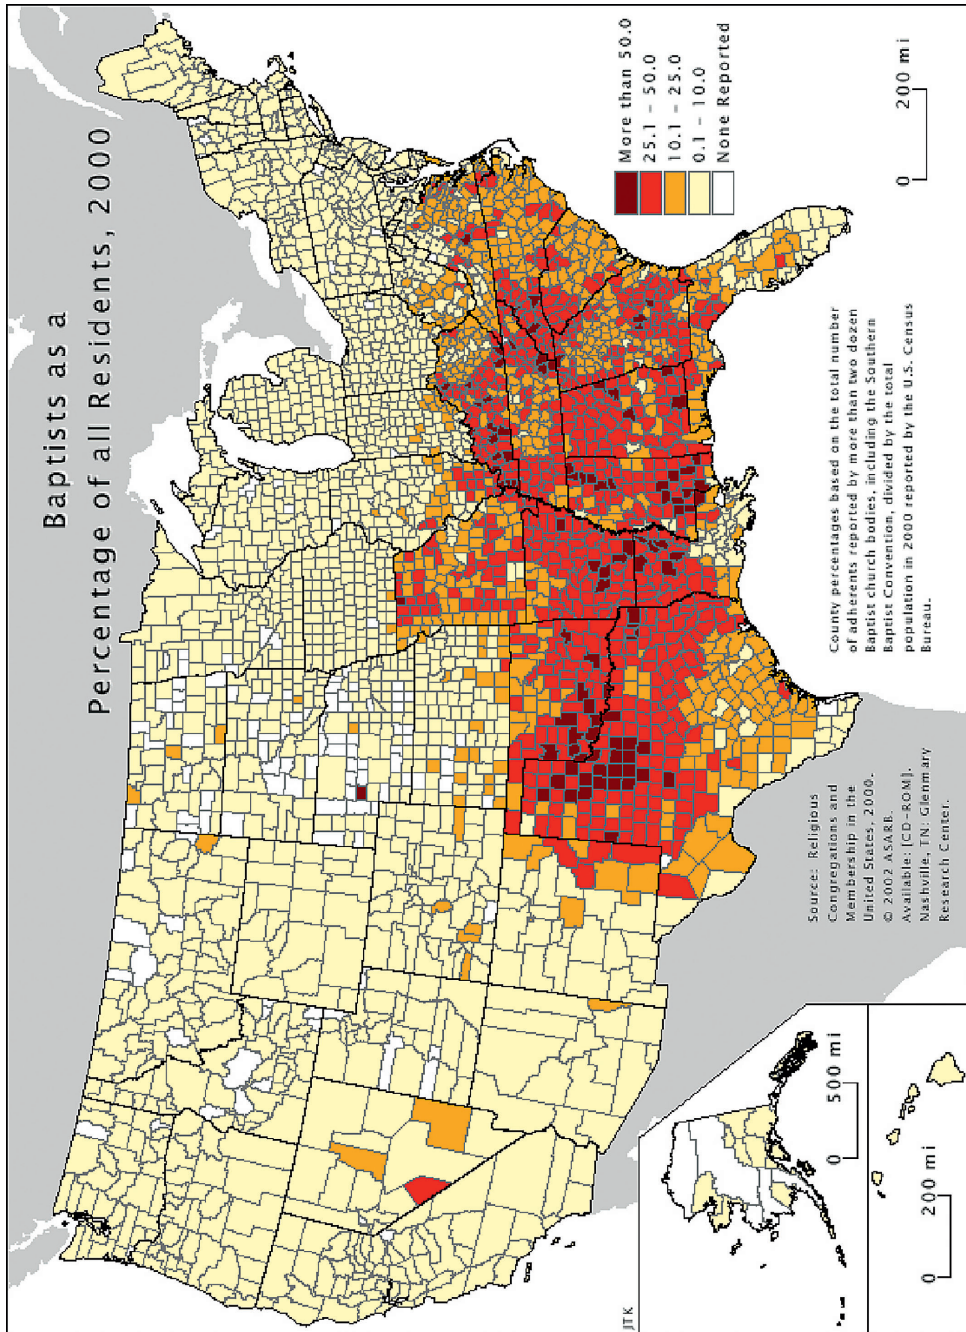 Baptists as a
Percentage of all Residents, 2000
More than 50.0
25.1 – 50.0
10.1 – 25.0
0.1 – 10.0
None Reported
0 200 mi
County percentages based on the total number
of adherents reported by more than two dozen
Baptist church bodies, including the Southern
Baptist Convention, divided by the total
population in 2000 reported by the U.S. Census
Bureau.
Source: Religious
Congregations and
Membership in the
United States, 2000.
© 2002 ASARB.
Available: [CD-ROM].
Nashville, TN: Glenmary
Research Center.
0 500 mi
0 200 mi
JTK